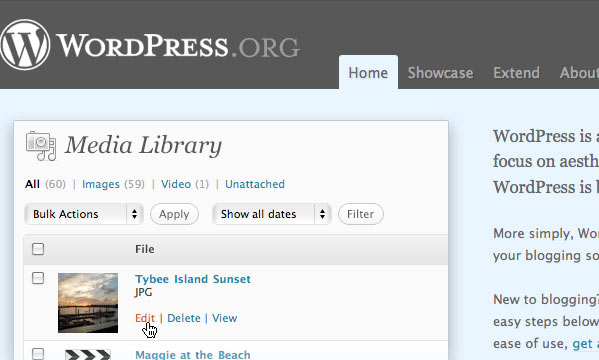 WORDPRESS.ORG
Home Showcase Extend About
Media Library
All (60) | Images (59) | Video (1) | Unattached
Bulk Actions Apply Show all dates Filter
File
Tybee Island Sunset
JPG
Edit | Delete | View
Maggie at the Beach
WordPress is a
focus on aesth
WordPress is b
More simply, Wor
your blogging so
New to blogging?
easy steps below
ease of use, get a